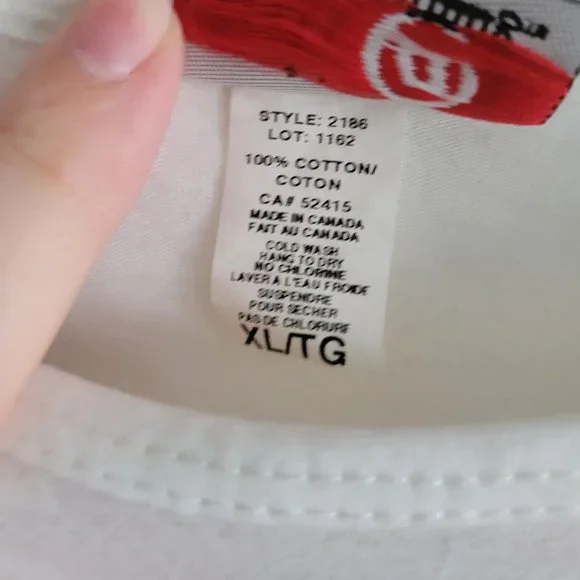 STYLE: 2186
LOT: 1162
100% COTTON/
COTON
CA# 52415
MADE IN CANADA
FAIT AU CANADA
COLD WASH
HANG TO DRY
NO CHLORINE
LAVER A L'EAU FROIDE
SUSPENDRE
POUR SECHER
PAS DE CHLORURE
XL/TG